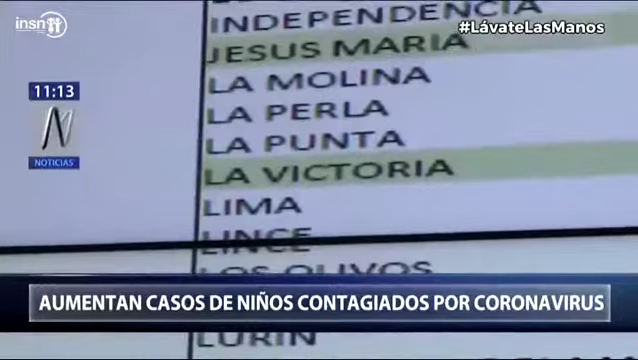 insn
#LávateLasManos
INDEPENDENCIA
JESUS MARIA
LA MOLINA
LA PERLA
LA PUNTA
LA VICTORIA
LIMA
LINCE
LOS OLIVOS
11:13
N
NOTICIAS
AUMENTAN CASOS DE NIÑOS CONTAGIADOS POR CORONAVIRUS
LURIN